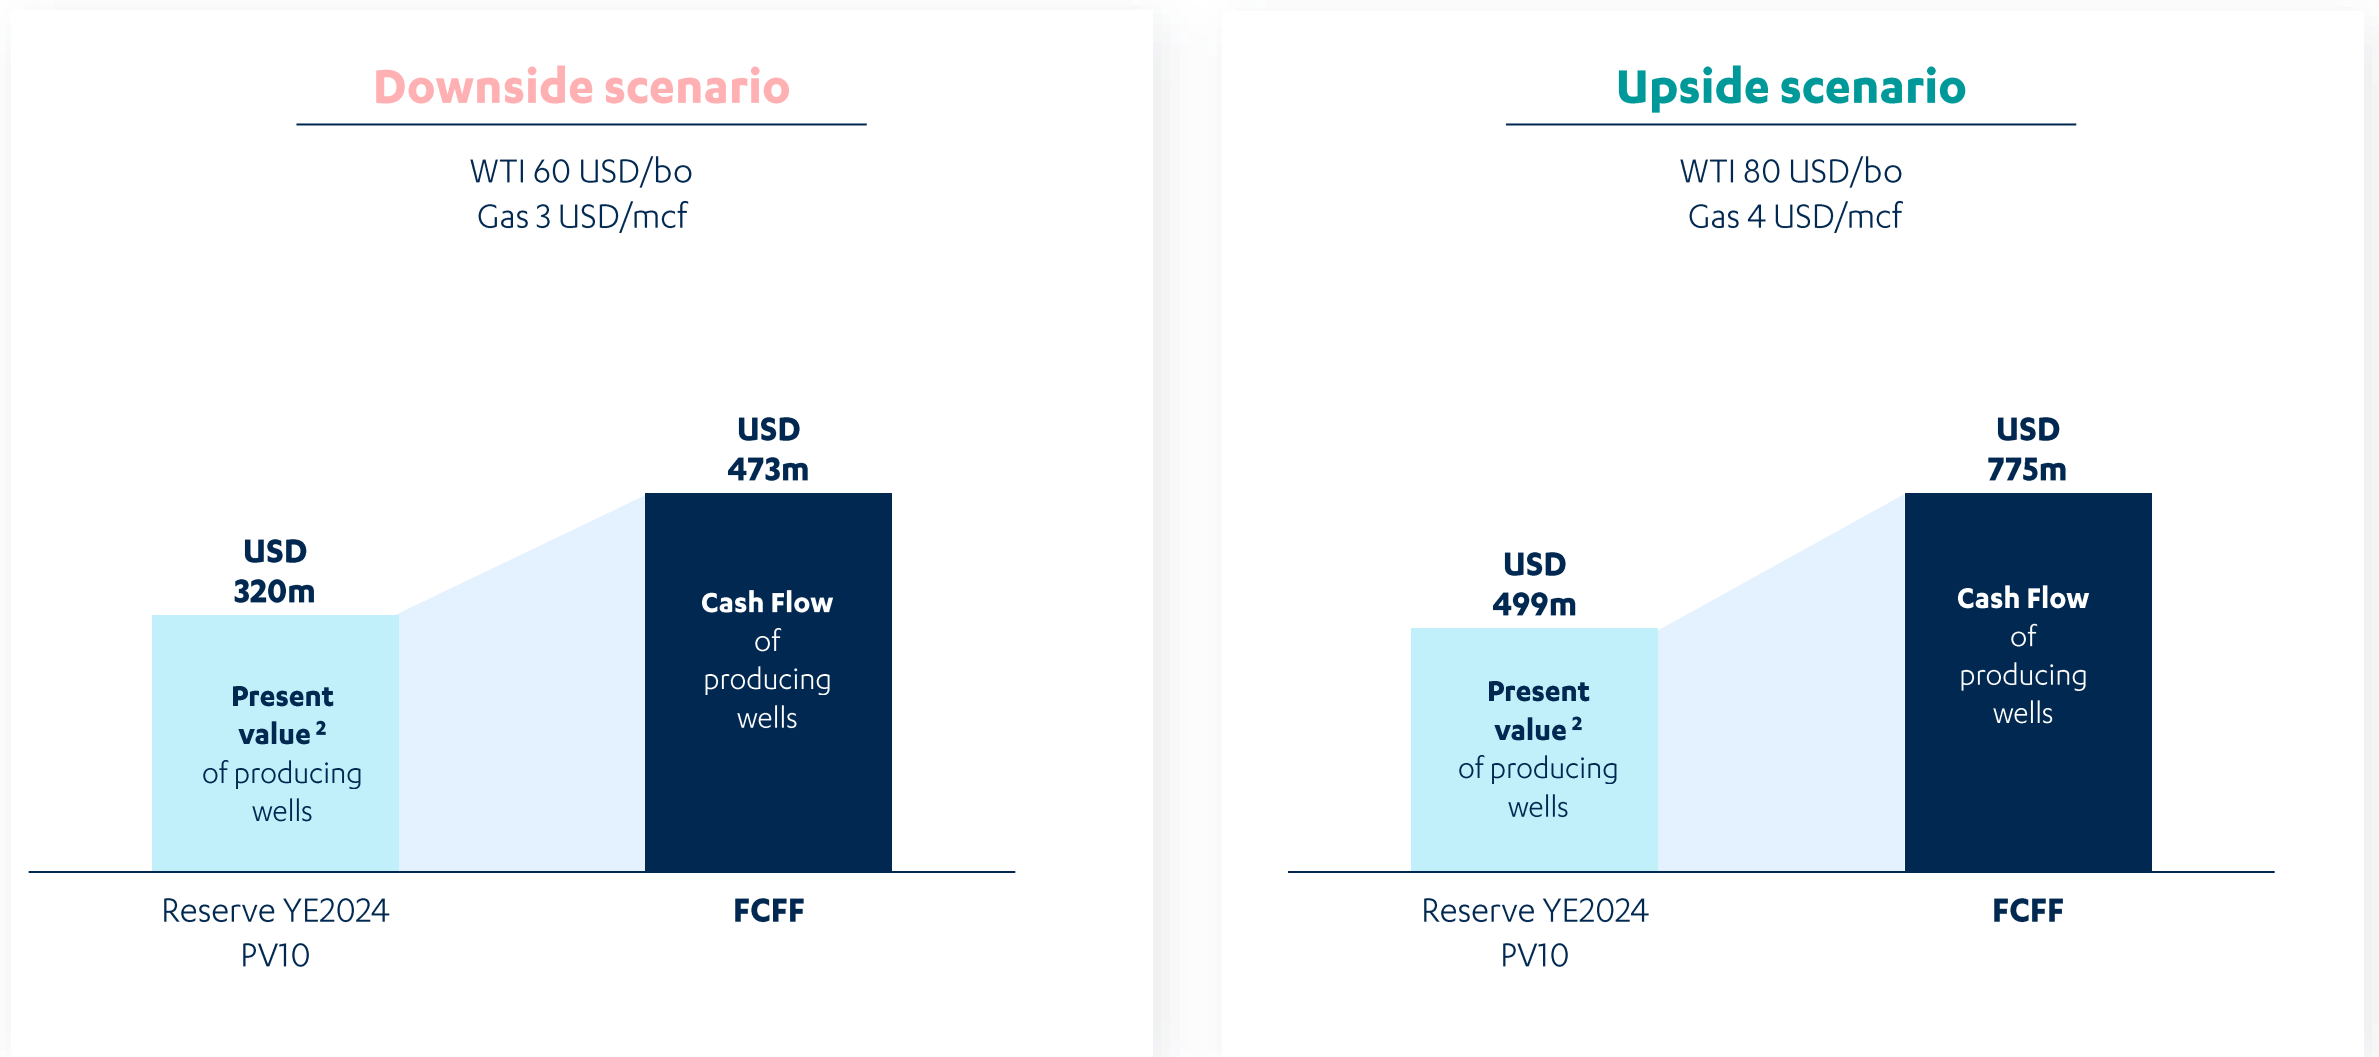 Downside scenario
WTI 60 USD/bo
Gas 3 USD/mcf
USD
473m
USD
320m
Cash Flow
of
producing
wells
Present
value ²
of producing
wells
Reserve YE2024
PV10
FCFF
Upside scenario
WTI 80 USD/bo
Gas 4 USD/mcf
USD
775m
USD
499m
Cash Flow
of
producing
wells
Present
value ²
of producing
wells
Reserve YE2024
PV10
FCFF